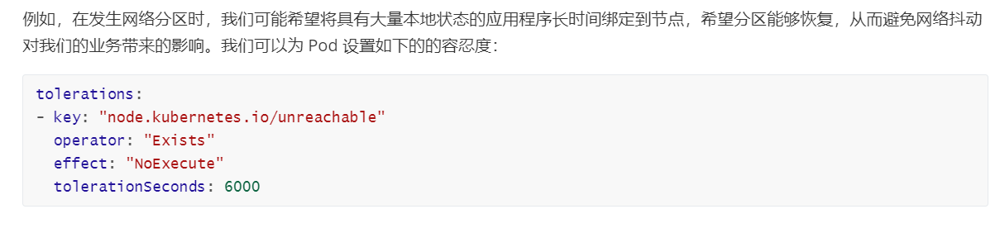 例如，在发生网络分区时，我们可能希望将具有大量本地状态的应用程序长时间绑定到节点，希望分区能够恢复，从而避免网络抖动
对我们的业务带来的影响。我们可以为 Pod 设置如下的的容忍度：
tolerations:
- key: "node.kubernetes.io/unreachable"
  operator: "Exists"
  effect: "NoExecute"
  tolerationSeconds: 6000